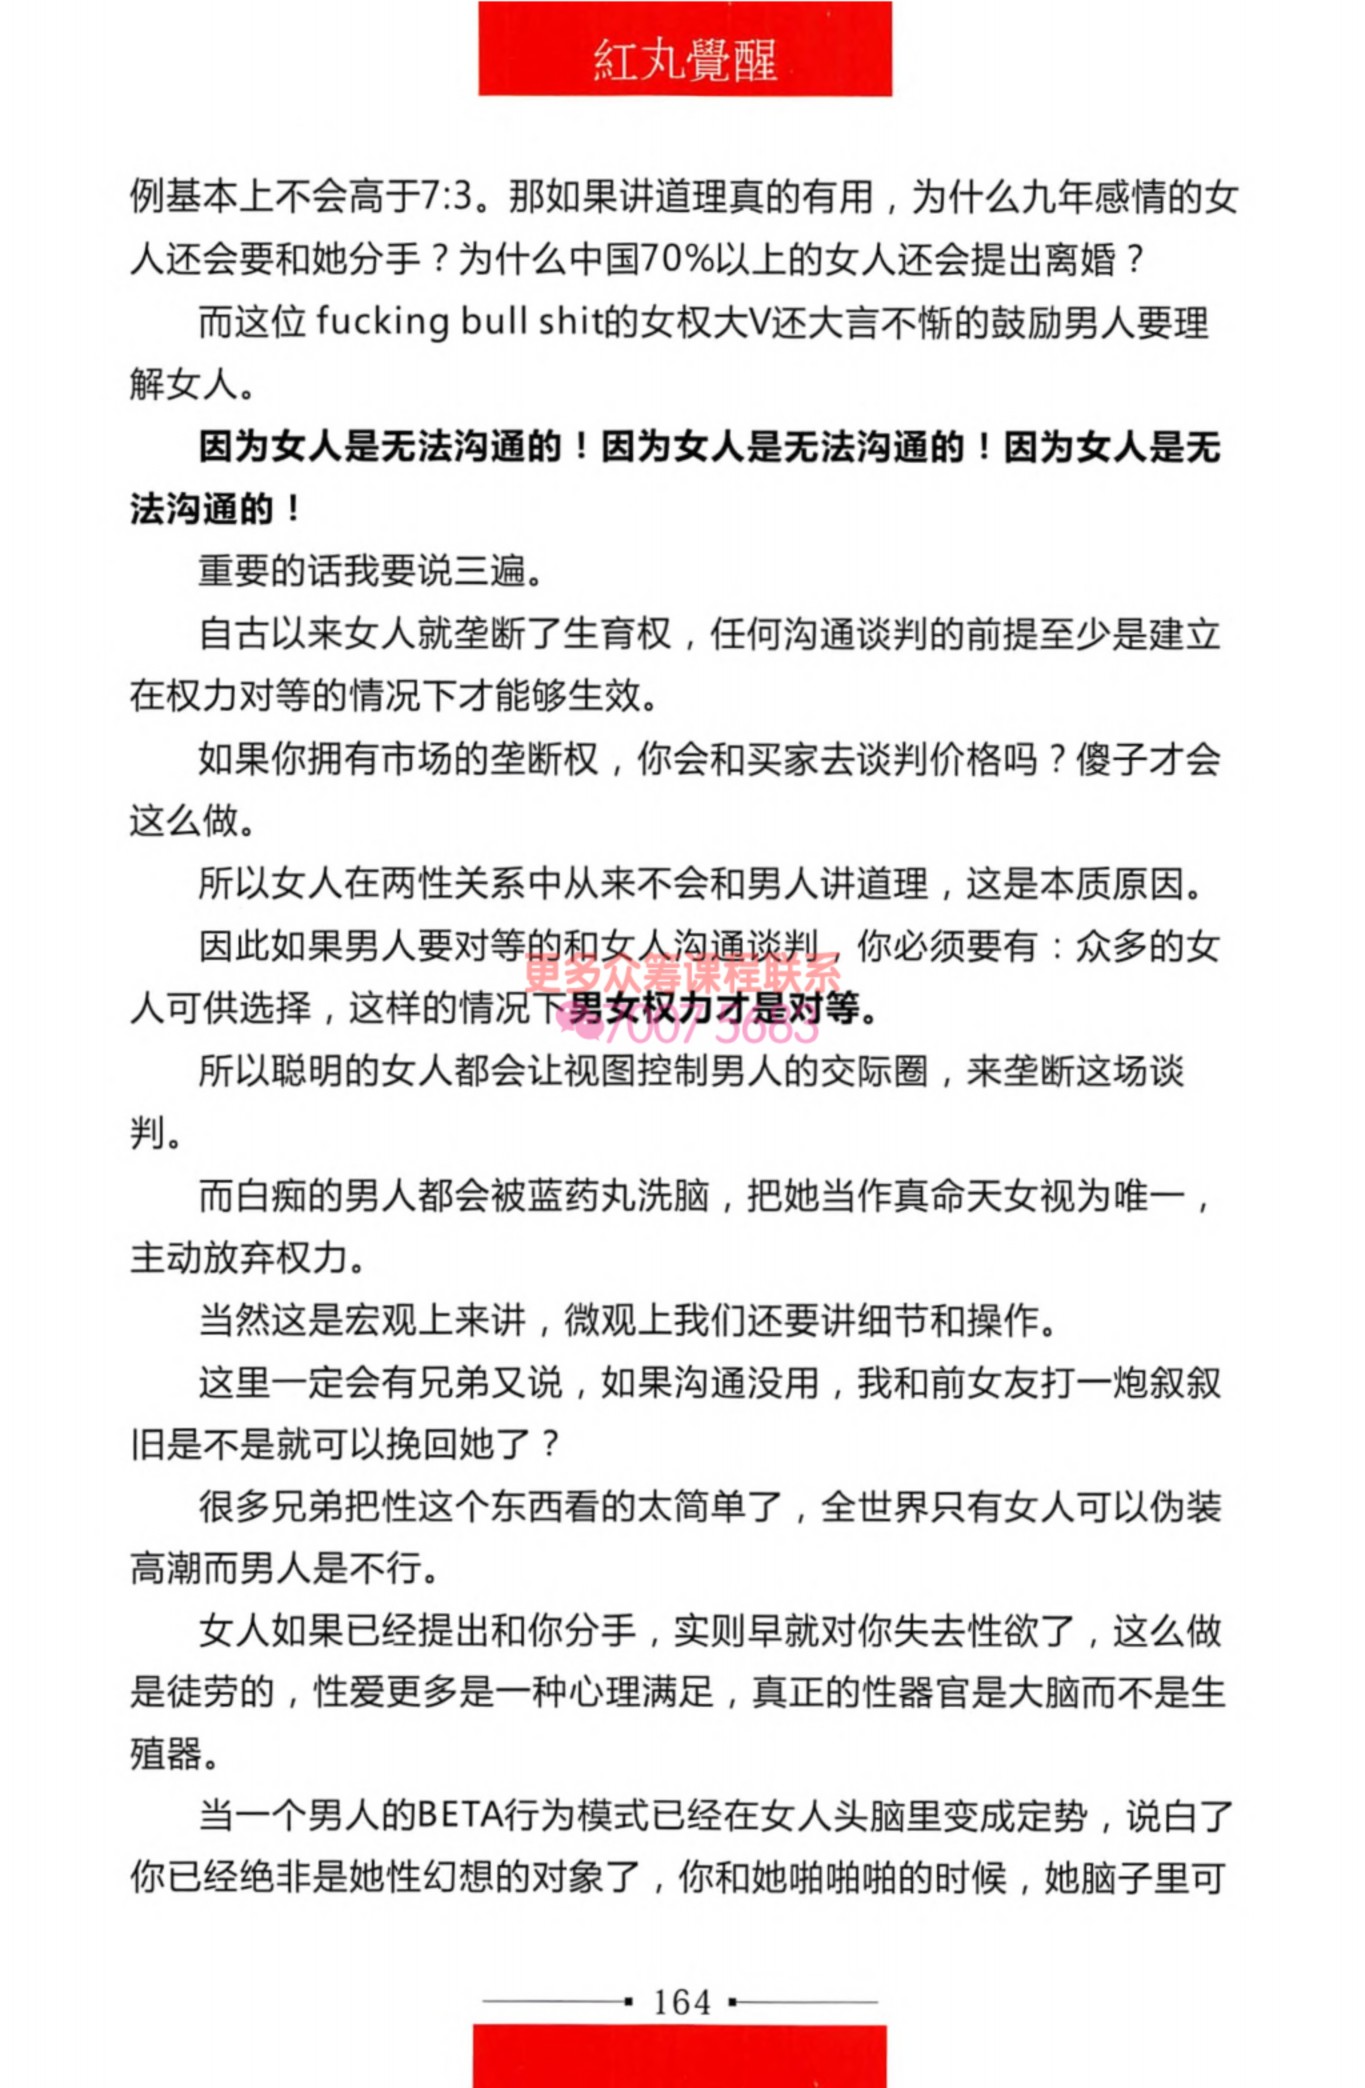 紅丸覺醒
例基本上不会高于7:3。那如果讲道理真的有用，为什么九年感情的女
人还会要和她分手？为什么中国70%以上的女人还会提出离婚？
而这位 fucking bull shit的女权大V还大言不惭的鼓励男人要理
解女人。
因为女人是无法沟通的！因为女人是无法沟通的！因为女人是无
法沟通的！
重要的话我要说三遍。
自古以来女人就垄断了生育权，任何沟通谈判的前提至少是建立
在权力对等的情况下才能够生效。
如果你拥有市场的垄断权，你会和买家去谈判价格吗？傻子才会
这么做。
所以女人在两性关系中从来不会和男人讲道理，这是本质原因。
因此如果男人要对等的和女人沟通谈判，你必须要有：众多的女
更多众筹课程联系
人可供选择，这样的情况下男女权力才是对等。
70075683
所以聪明的女人都会让视图控制男人的交际圈，来垄断这场谈
判。
而白痴的男人都会被蓝药丸洗脑，把她当作真命天女视为唯一，
主动放弃权力。
当然这是宏观上来讲，微观上我们还要讲细节和操作。
这里一定会有兄弟又说，如果沟通没用，我和前女友打一炮叙叙
旧是不是就可以挽回她了？
很多兄弟把性这个东西看的太简单了，全世界只有女人可以伪装
高潮而男人是不行。
女人如果已经提出和你分手，实则早就对你失去性欲了，这么做
是徒劳的，性爱更多是一种心理满足，真正的性器官是大脑而不是生
殖器。
当一个男人的BETA行为模式已经在女人头脑里变成定势，说白了
你已经绝非是她性幻想的对象了，你和她啪啪啪的时候，她脑子里可
164